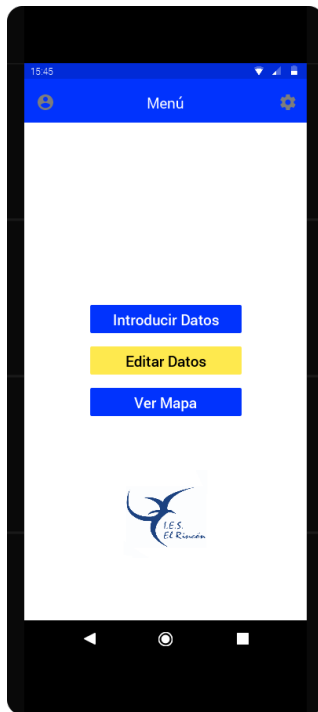 15:45
Menú
Introducir Datos
Editar Datos
Ver Mapa
I.E.S.
El Rincón